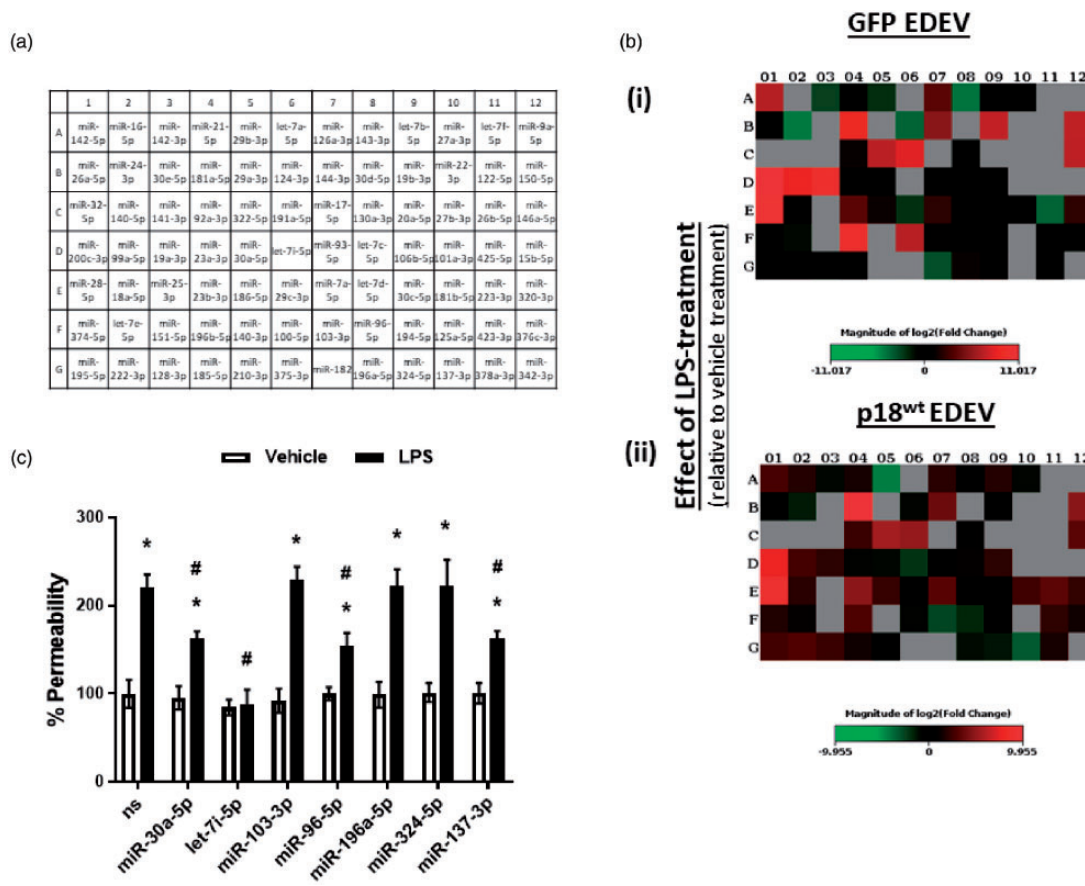 (a)
1 2 3 4 5 6 7 8 9 10 11 12
miR- miR-16- miR- miR-21- miR- let-7a- miR- miR- let-7b- miR- let-7f- miR-9a-
A 142-5p 5p 142-3p 5p 29b-3p 5p 126a-3p 143-3p 5p 27a-3p 5p 5p
miR- miR-24- miR- miR- miR- miR- miR- miR- miR- miR-22- miR- miR-
B 26a-5p 3p 30e-5p 181a-5p 29a-3p 124-3p 144-3p 30d-5p 19b-3p 3p 122-5p 150-5p
miR-32- miR- miR- miR- miR- miR- miR-17- miR- miR- miR- miR- miR-
C 5p 140-5p 141-3p 92a-3p 322-5p 191a-5p 5p 130a-3p 20a-5p 27b-3p 26b-5p 146a-5p
miR- miR- miR- miR- miR- let-7i-5p miR-93- let-7c- miR- miR- miR- miR-
D 200c-3p 99a-5p 19a-3p 23a-3p 30a-5p 5p 5p 106b-5p 101a-3p 425-5p 15b-5p
miR-28- miR- miR-25- miR- miR- miR- miR-7a- let-7d- miR- miR- miR- miR-
E 5p 18a-5p 3p 23b-3p 186-5p 29c-3p 5p 5p 30c-5p 181b-5p 223-3p 320-3p
miR- let-7e- miR- miR- miR- miR- miR- miR-96- miR- miR- miR- miR-
F 374-5p 5p 151-5p 196b-5p 140-3p 100-5p 103-3p 5p 194-5p 125a-5p 423-3p 376c-3p
miR- miR- miR- miR- miR- miR- miR-182 miR- miR- miR- miR- miR-
G 195-5p 222-3p 128-3p 185-5p 210-3p 375-3p 196a-5p 324-5p 137-3p 378a-3p 342-3p
(b)
GFP EDEV
(i)
01 02 03 04 05 06 07 08 09 10 11 12
A
B
C
D
E
F
G
Magnitude of log2(Fold Change)
-11.017 0 11.017
Effect of LPS-treatment
(relative to vehicle treatment)
p18wt EDEV
(ii)
01 02 03 04 05 06 07 08 09 10 11 12
A
B
C
D
E
F
G
Magnitude of log2(Fold Change)
-9.955 0 9.955
(c)
Vehicle LPS
% Permeability
300
200
100
0
* # * # * # * * * # *
ns
miR-30a-5p
let-7i-5p
miR-103-3p
miR-96-5p
miR-196a-5p
miR-324-5p
miR-137-3p